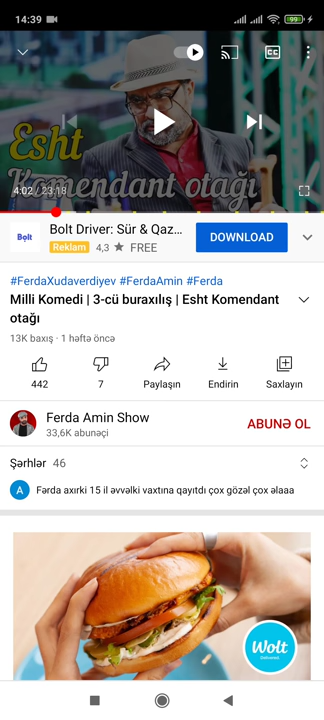 14:39
99
CC
Esht
Komendant otağı
4:02 / 23:18
Bolt
Bolt Driver: Sür & Qaz...
Reklam 4,3 ★ FREE
DOWNLOAD
#FerdaXudaverdiyev #FerdaAmin #Ferda
Milli Komedi | 3-cü buraxılış | Esht Komendant
otağı
13K baxış · 1 həftə öncə
442
7
Paylaşın
Endirin
Saxlayın
Ferda Amin Show
33,6K abunəçi
ABUNƏ OL
Şərhlər 46
A
Fərda axırki 15 il əvvəlki vaxtına qayıtdı çox gözəl çox əlaaa
Wolt
Delivered.